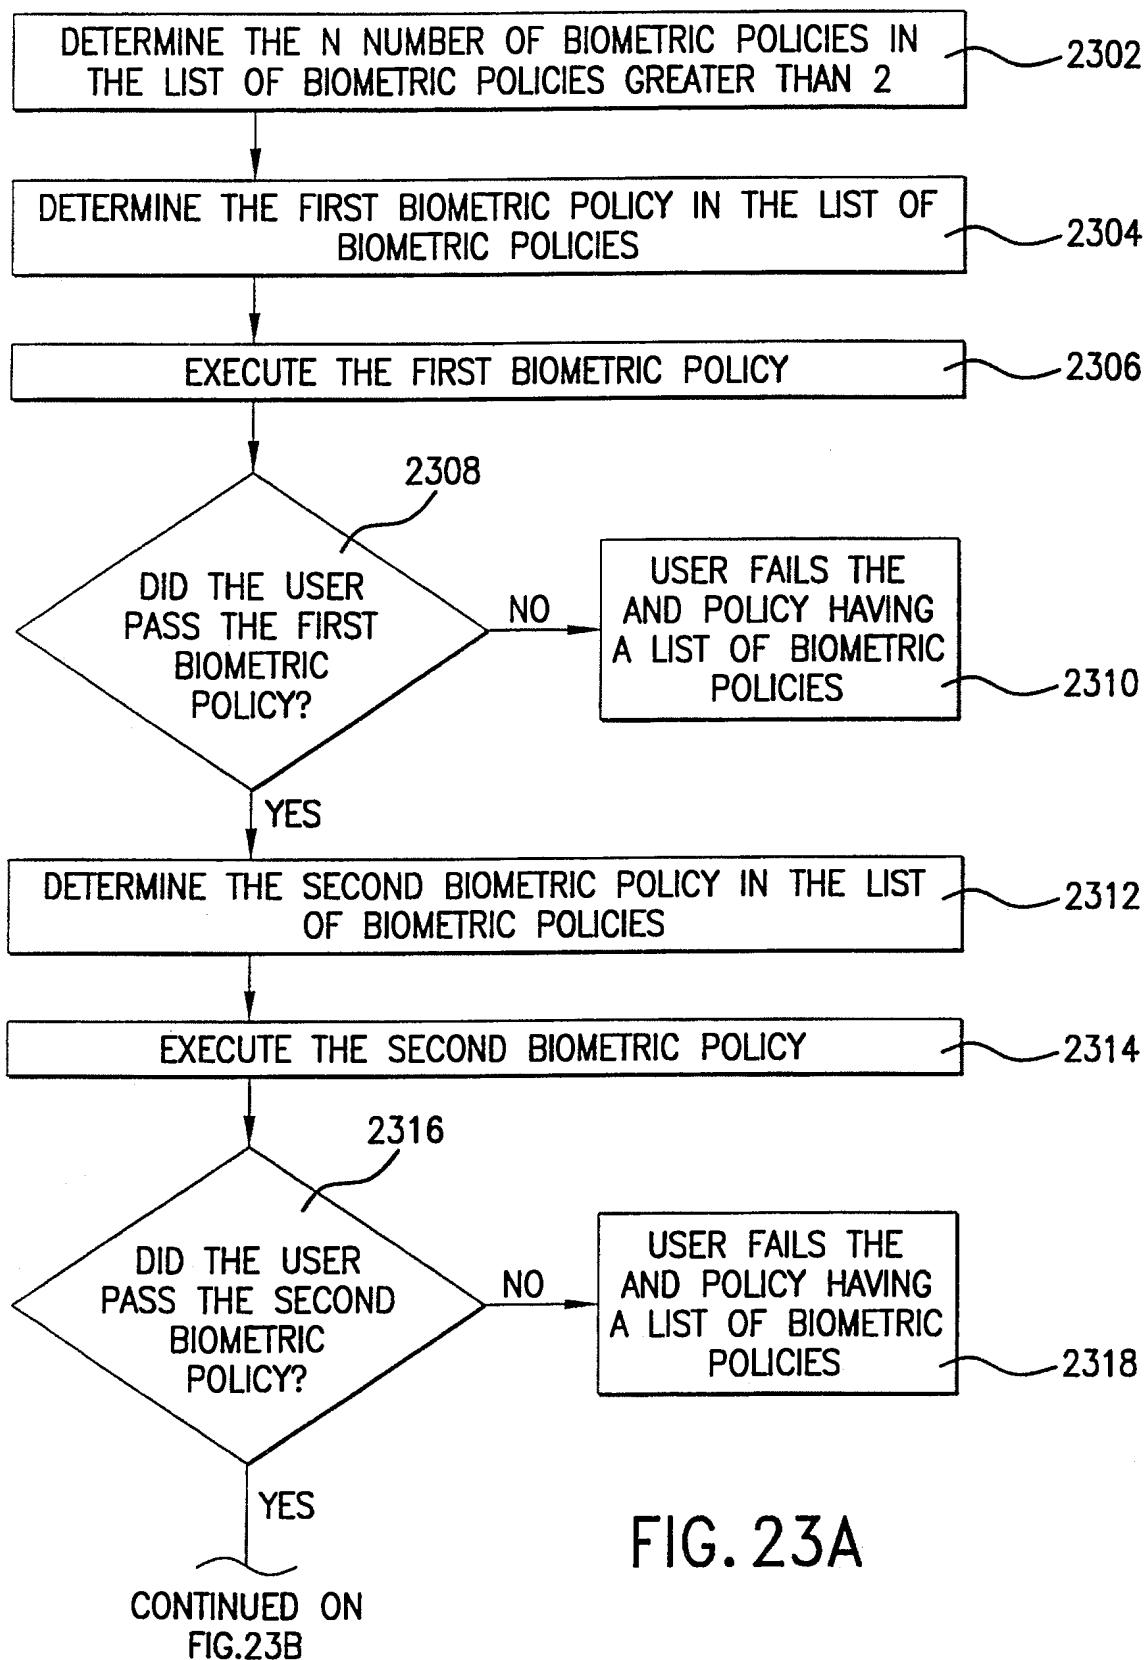 DETERMINE THE N NUMBER OF BIOMETRIC POLICIES IN
THE LIST OF BIOMETRIC POLICIES GREATER THAN 2
2302
DETERMINE THE FIRST BIOMETRIC POLICY IN THE LIST OF
BIOMETRIC POLICIES
2304
EXECUTE THE FIRST BIOMETRIC POLICY
2306
2308
DID THE USER
PASS THE FIRST
BIOMETRIC
POLICY?
NO
USER FAILS THE
AND POLICY HAVING
A LIST OF BIOMETRIC
POLICIES
2310
YES
DETERMINE THE SECOND BIOMETRIC POLICY IN THE LIST
OF BIOMETRIC POLICIES
2312
EXECUTE THE SECOND BIOMETRIC POLICY
2314
2316
DID THE USER
PASS THE SECOND
BIOMETRIC
POLICY?
NO
USER FAILS THE
AND POLICY HAVING
A LIST OF BIOMETRIC
POLICIES
2318
YES
CONTINUED ON
FIG.23B
FIG. 23A